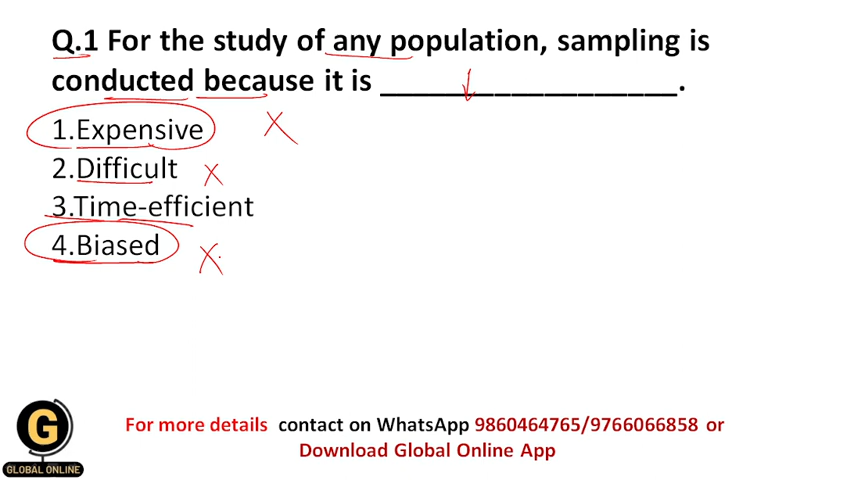 Q.1 For the study of any population, sampling is
conducted because it is ___________________.
1.Expensive
2.Difficult
3.Time-efficient
4.Biased
G
GLOBAL ONLINE
For more details contact on WhatsApp 9860464765/9766066858 or
Download Global Online App